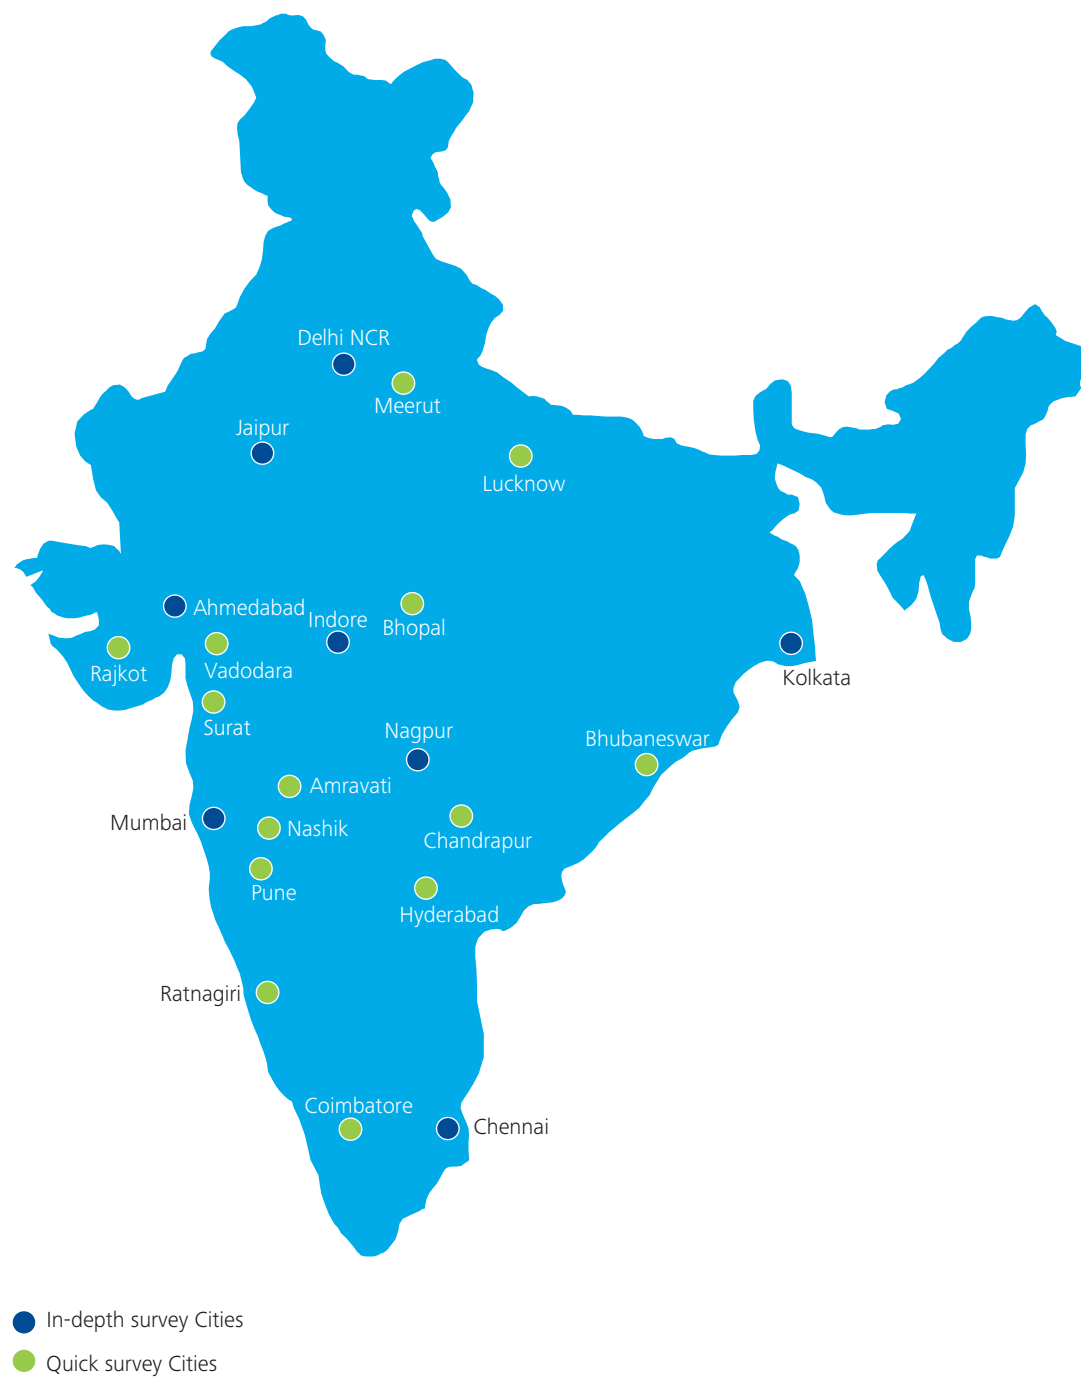 Delhi NCR
Meerut
Jaipur
Lucknow
Ahmedabad
Indore
Bhopal
Rajkot
Vadodara
Kolkata
Surat
Nagpur
Bhubaneswar
Amravati
Mumbai
Nashik
Chandrapur
Pune
Hyderabad
Ratnagiri
Coimbatore
Chennai
In-depth survey Cities
Quick survey Cities